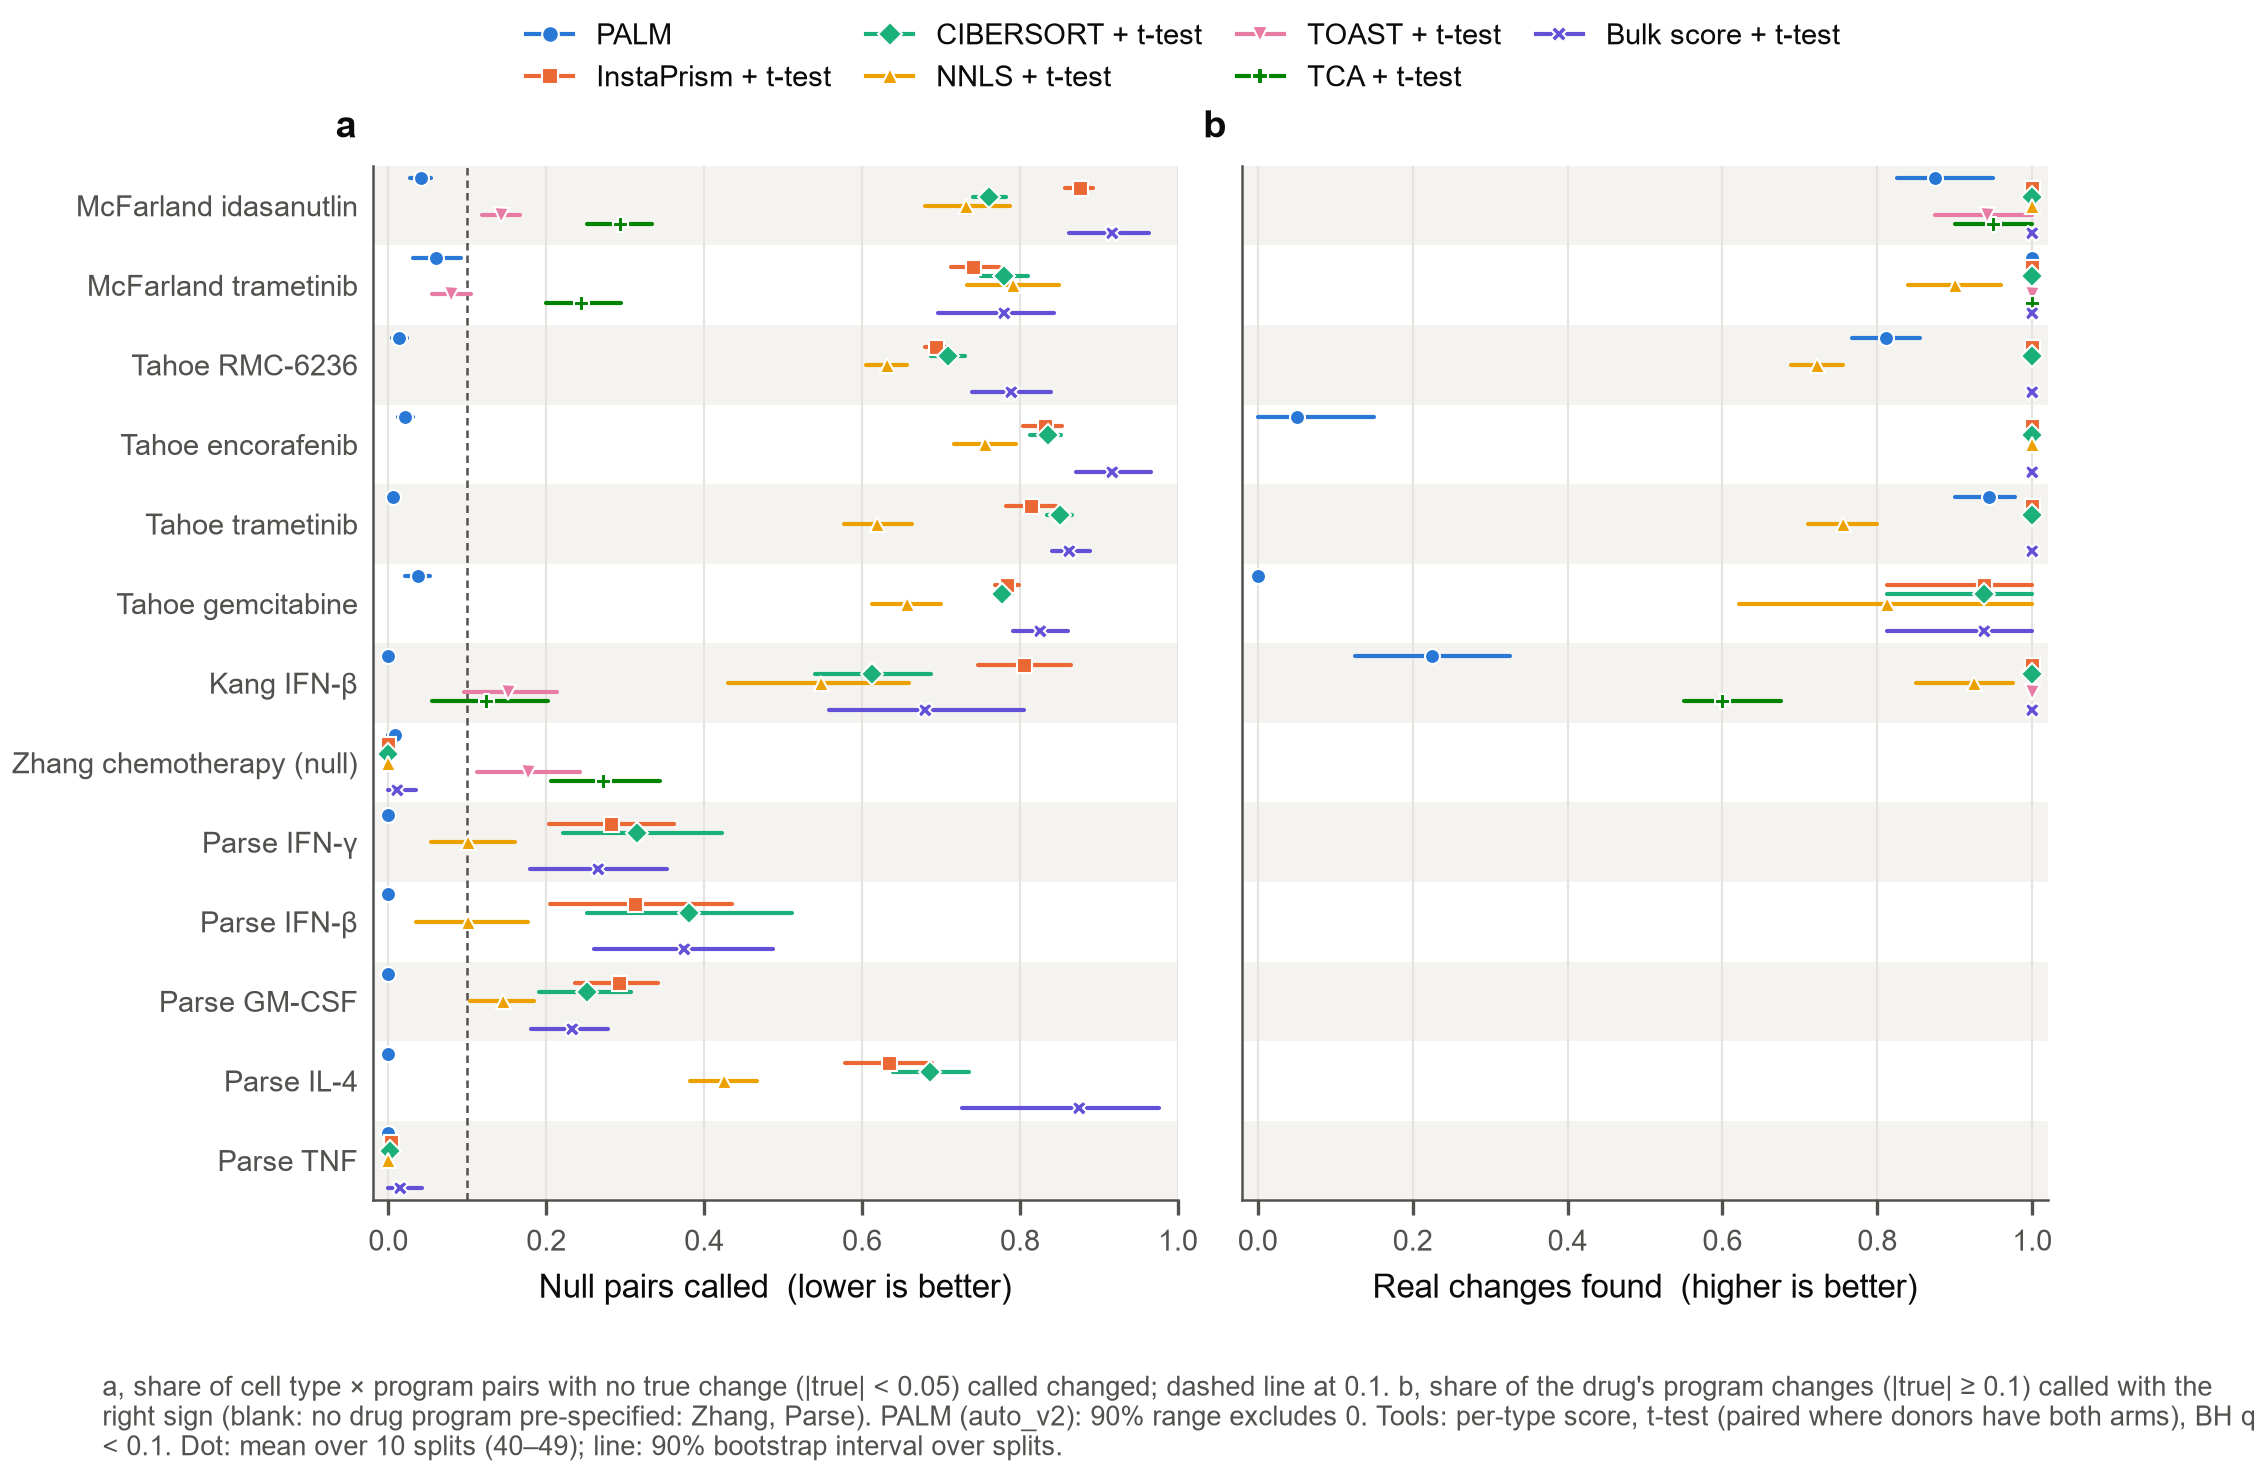 PALM
InstaPrism + t-test
CIBERSORT + t-test
NNLS + t-test
TOAST + t-test
TCA + t-test
Bulk score + t-test
a
b
McFarland idasanutlin
McFarland trametinib
Tahoe RMC-6236
Tahoe encorafenib
Tahoe trametinib
Tahoe gemcitabine
Kang IFN-β
Zhang chemotherapy (null)
Parse IFN-γ
Parse IFN-β
Parse GM-CSF
Parse IL-4
Parse TNF
0.0 0.2 0.4 0.6 0.8 1.0
Null pairs called (lower is better)
0.0 0.2 0.4 0.6 0.8 1.0
Real changes found (higher is better)
a, share of cell type × program pairs with no true change (|true| < 0.05) called changed; dashed line at 0.1. b, share of the drug's program changes (|true| ≥ 0.1) called with the
right sign (blank: no drug program pre-specified: Zhang, Parse). PALM (auto_v2): 90% range excludes 0. Tools: per-type score, t-test (paired where donors have both arms), BH q
< 0.1. Dot: mean over 10 splits (40–49); line: 90% bootstrap interval over splits.